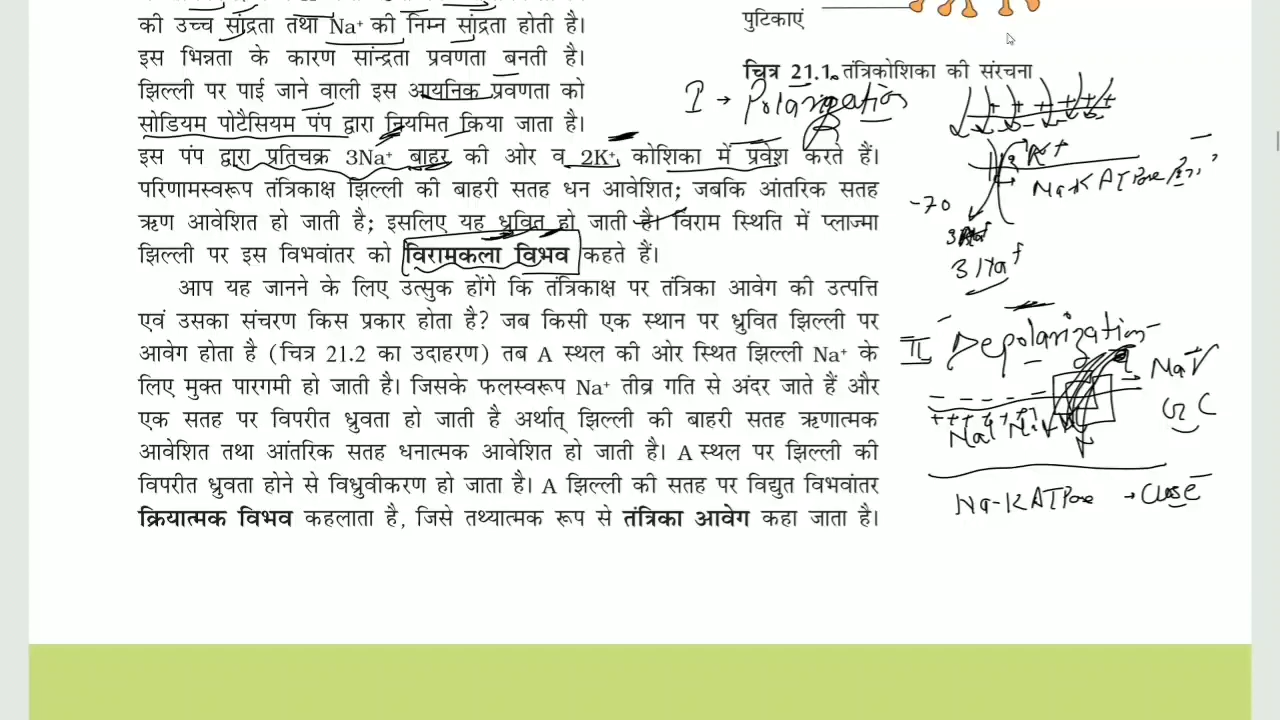 की उच्च सांद्रता तथा Na⁺ की निम्न सांद्रता होती है।
इस भिन्नता के कारण सांन्द्रता प्रवणता बनती है।
झिल्ली पर पाई जाने वाली इस आयनिक प्रवणता को
सोडियम पोटैसियम पंप द्वारा नियमित किया जाता है।
इस पंप द्वारा प्रतिचक्र 3Na⁺ बाहर की ओर व 2K⁺ कोशिका में प्रवेश करते हैं।
परिणामस्वरूप तंत्रिकाक्ष झिल्ली की बाहरी सतह धन आवेशित; जबकि आंतरिक सतह
ऋण आवेशित हो जाती है; इसलिए यह ध्रुवित हो जाती है। विराम स्थिति में प्लाज्मा
झिल्ली पर इस विभवांतर को विरामकला विभव कहते हैं।
आप यह जानने के लिए उत्सुक होंगे कि तंत्रिकाक्ष पर तंत्रिका आवेग की उत्पत्ति
एवं उसका संचरण किस प्रकार होता है? जब किसी एक स्थान पर ध्रुवित झिल्ली पर
आवेग होता है (चित्र 21.2 का उदाहरण) तब A स्थल की ओर स्थित झिल्ली Na⁺ के
लिए मुक्त पारगमी हो जाती है। जिसके फलस्वरूप Na⁺ तीव्र गति से अंदर जाते हैं और
एक सतह पर विपरीत ध्रुवता हो जाती है अर्थात् झिल्ली की बाहरी सतह ऋणात्मक
आवेशित तथा आंतरिक सतह धनात्मक आवेशित हो जाती है। A स्थल पर झिल्ली की
विपरीत ध्रुवता होने से विध्रुवीकरण हो जाता है। A झिल्ली की सतह पर विद्युत विभवांतर
क्रियात्मक विभव कहलाता है, जिसे तथ्यात्मक रूप से तंत्रिका आवेग कहा जाता है।
पुटिकाएं
चित्र 21.1 तंत्रिकोशिका की संरचना
I → Polarization
Na-K ATPase
-70
3Na⁺
II Depolarization
Na⁺
Na-K ATPase → Close